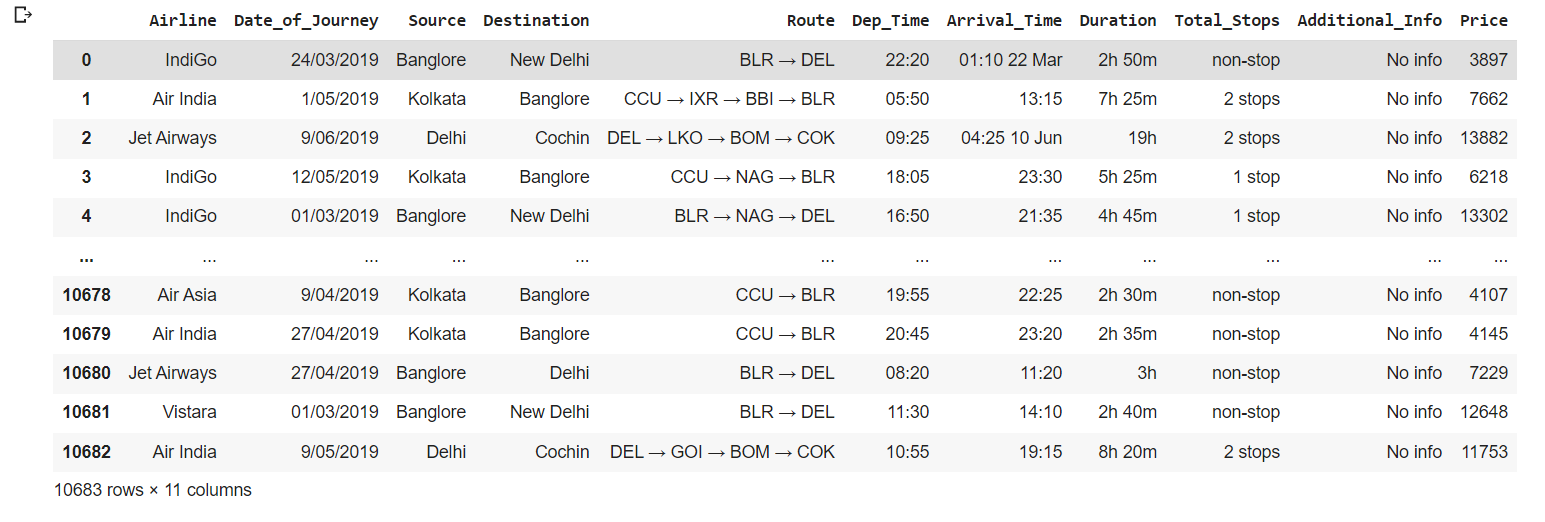 Airline Date_of_Journey Source Destination Route Dep_Time Arrival_Time Duration Total_Stops Additional_Info Price
0 IndiGo 24/03/2019 Banglore New Delhi BLR → DEL 22:20 01:10 22 Mar 2h 50m non-stop No info 3897
1 Air India 1/05/2019 Kolkata Banglore CCU → IXR → BBI → BLR 05:50 13:15 7h 25m 2 stops No info 7662
2 Jet Airways 9/06/2019 Delhi Cochin DEL → LKO → BOM → COK 09:25 04:25 10 Jun 19h 2 stops No info 13882
3 IndiGo 12/05/2019 Kolkata Banglore CCU → NAG → BLR 18:05 23:30 5h 25m 1 stop No info 6218
4 IndiGo 01/03/2019 Banglore New Delhi BLR → NAG → DEL 16:50 21:35 4h 45m 1 stop No info 13302
... ... ... ... ... ... ... ... ... ... ... ...
10678 Air Asia 9/04/2019 Kolkata Banglore CCU → BLR 19:55 22:25 2h 30m non-stop No info 4107
10679 Air India 27/04/2019 Kolkata Banglore CCU → BLR 20:45 23:20 2h 35m non-stop No info 4145
10680 Jet Airways 27/04/2019 Banglore Delhi BLR → DEL 08:20 11:20 3h non-stop No info 7229
10681 Vistara 01/03/2019 Banglore New Delhi BLR → DEL 11:30 14:10 2h 40m non-stop No info 12648
10682 Air India 9/05/2019 Delhi Cochin DEL → GOI → BOM → COK 10:55 19:15 8h 20m 2 stops No info 11753
10683 rows × 11 columns